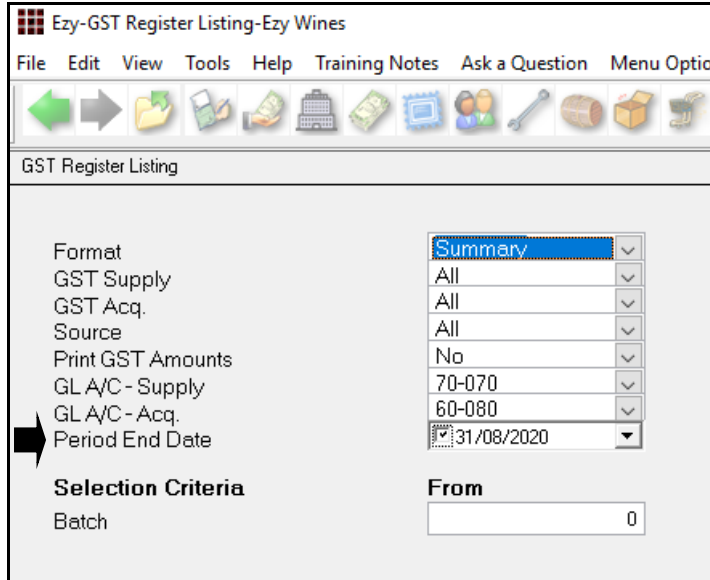 Ezy-GST Register Listing-Ezy Wines
File Edit View Tools Help Training Notes Ask a Question Menu Optio
GST Register Listing
Format Summary
GST Supply All
GST Acq. All
Source All
Print GST Amounts No
GL A/C - Supply 70-070
GL A/C - Acq. 60-080
Period End Date 31/08/2020
Selection Criteria From
Batch 0